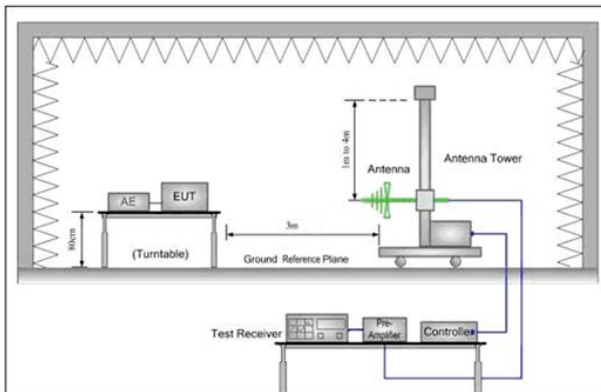 1m to 4m
Antenna
Antenna Tower
AE
EUT
80cm
(Turntable)
3m
Ground Reference Plane
Test Receiver
Pre-
Amplifier
Controller